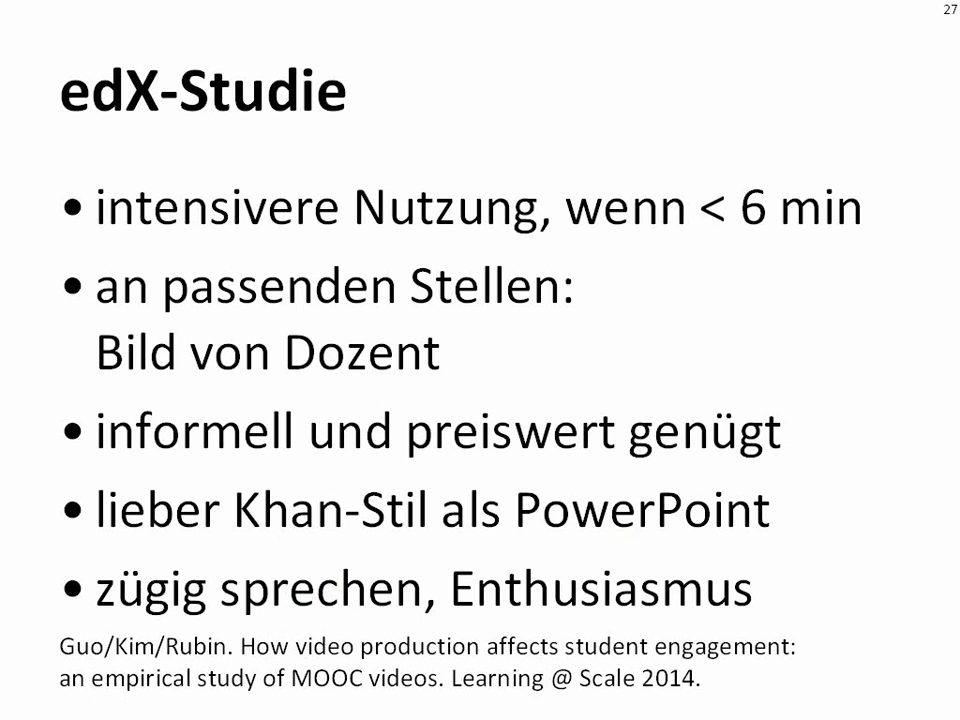 27
edX-Studie
• intensivere Nutzung, wenn < 6 min
• an passenden Stellen:
Bild von Dozent
• informell und preiswert genügt
• lieber Khan-Stil als PowerPoint
• zügig sprechen, Enthusiasmus
Guo/Kim/Rubin. How video production affects student engagement:
an empirical study of MOOC videos. Learning @ Scale 2014.